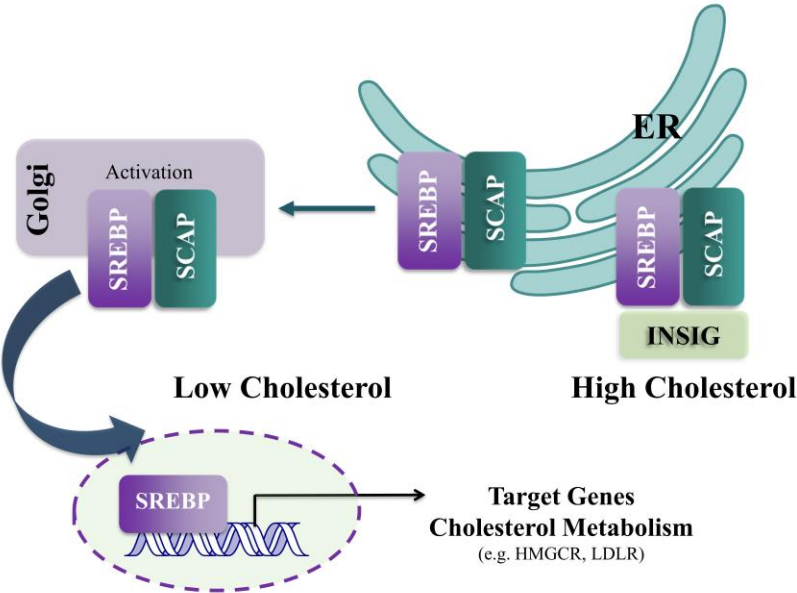 ER
Golgi
Activation
SREBP
SCAP
SREBP
SCAP
SREBP
SCAP
INSIG
Low Cholesterol
High Cholesterol
SREBP
Target Genes
Cholesterol Metabolism
(e.g. HMGCR, LDLR)